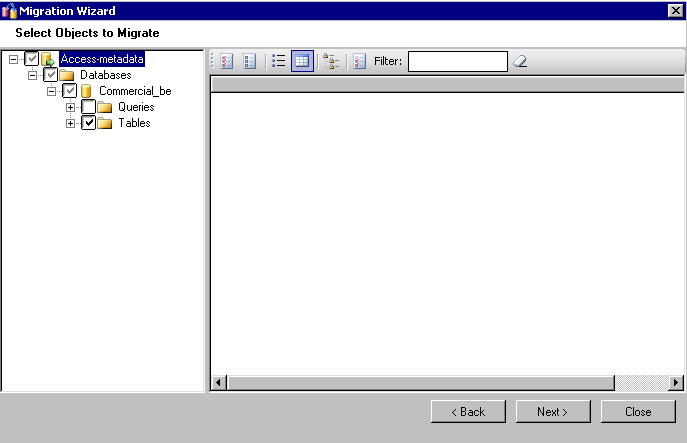 Migration Wizard
Select Objects to Migrate
Access-metadata
Databases
Commercial_be
Queries
Tables
Filter:
< Back
Next >
Close